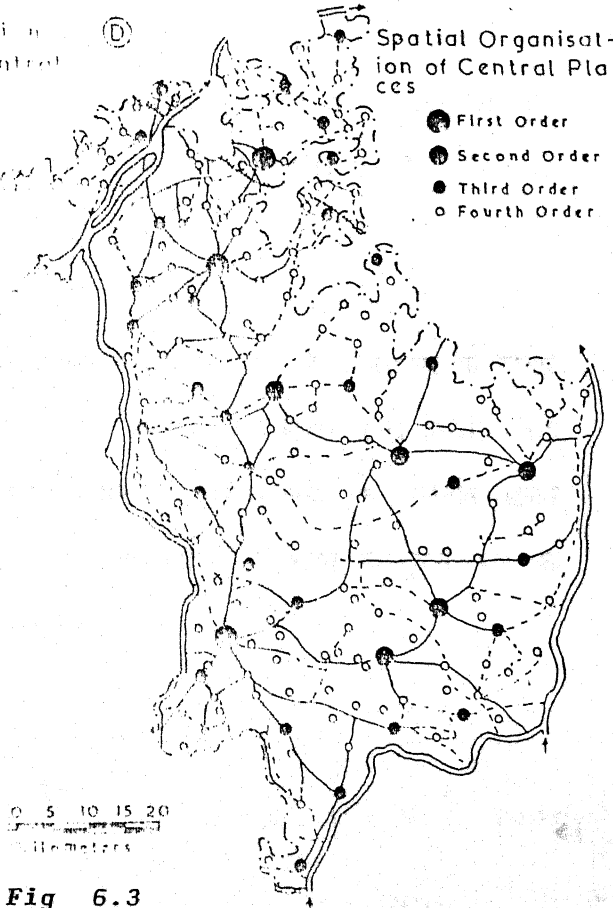 D
Spatial Organisat-
ion of Central Pla
ces
First Order
Second Order
Third Order
Fourth Order
0 5 10 15 20
Kilometers
Fig 6.3